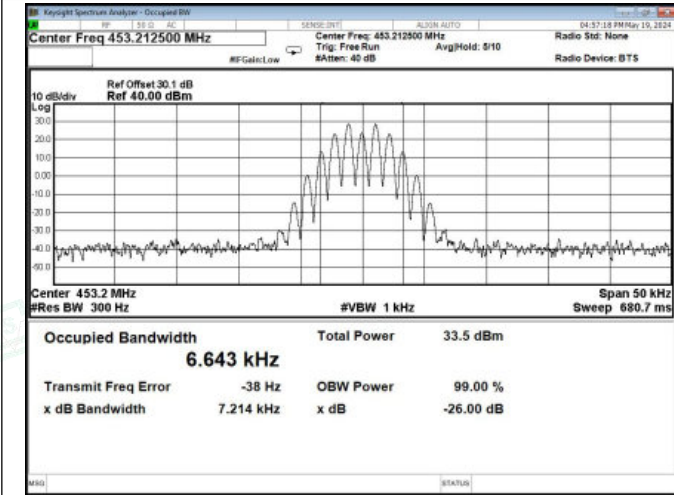 Keysight Spectrum Analyzer - Occupied BW
RF 50 Ω AC SENSE:INT ALIGN AUTO 04:57:18 PM May 19, 2024
Center Freq 453.212500 MHz Center Freq: 453.212500 MHz Radio Std: None
Trig: Free Run Avg|Hold: 5/10
#IFGain:Low #Atten: 40 dB Radio Device: BTS
Ref Offset 30.1 dB
10 dB/div Ref 40.00 dBm
Log
30.0
20.0
10.0
0.00
-10.0
-20.0
-30.0
-40.0
-50.0
Center 453.2 MHz Span 50 kHz
#Res BW 300 Hz #VBW 1 kHz Sweep 680.7 ms
Occupied Bandwidth Total Power 33.5 dBm
6.643 kHz
Transmit Freq Error -38 Hz OBW Power 99.00 %
x dB Bandwidth 7.214 kHz x dB -26.00 dB
MSG STATUS